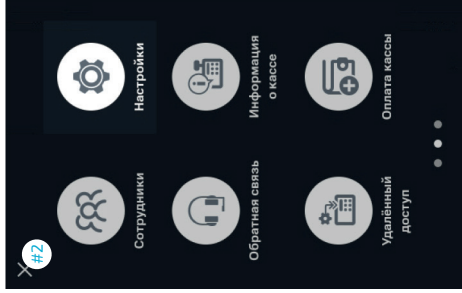 #2
Сотрудники
Настройки
Обратная связь
Информация
о кассе
Удалённый
доступ
Оплата кассы